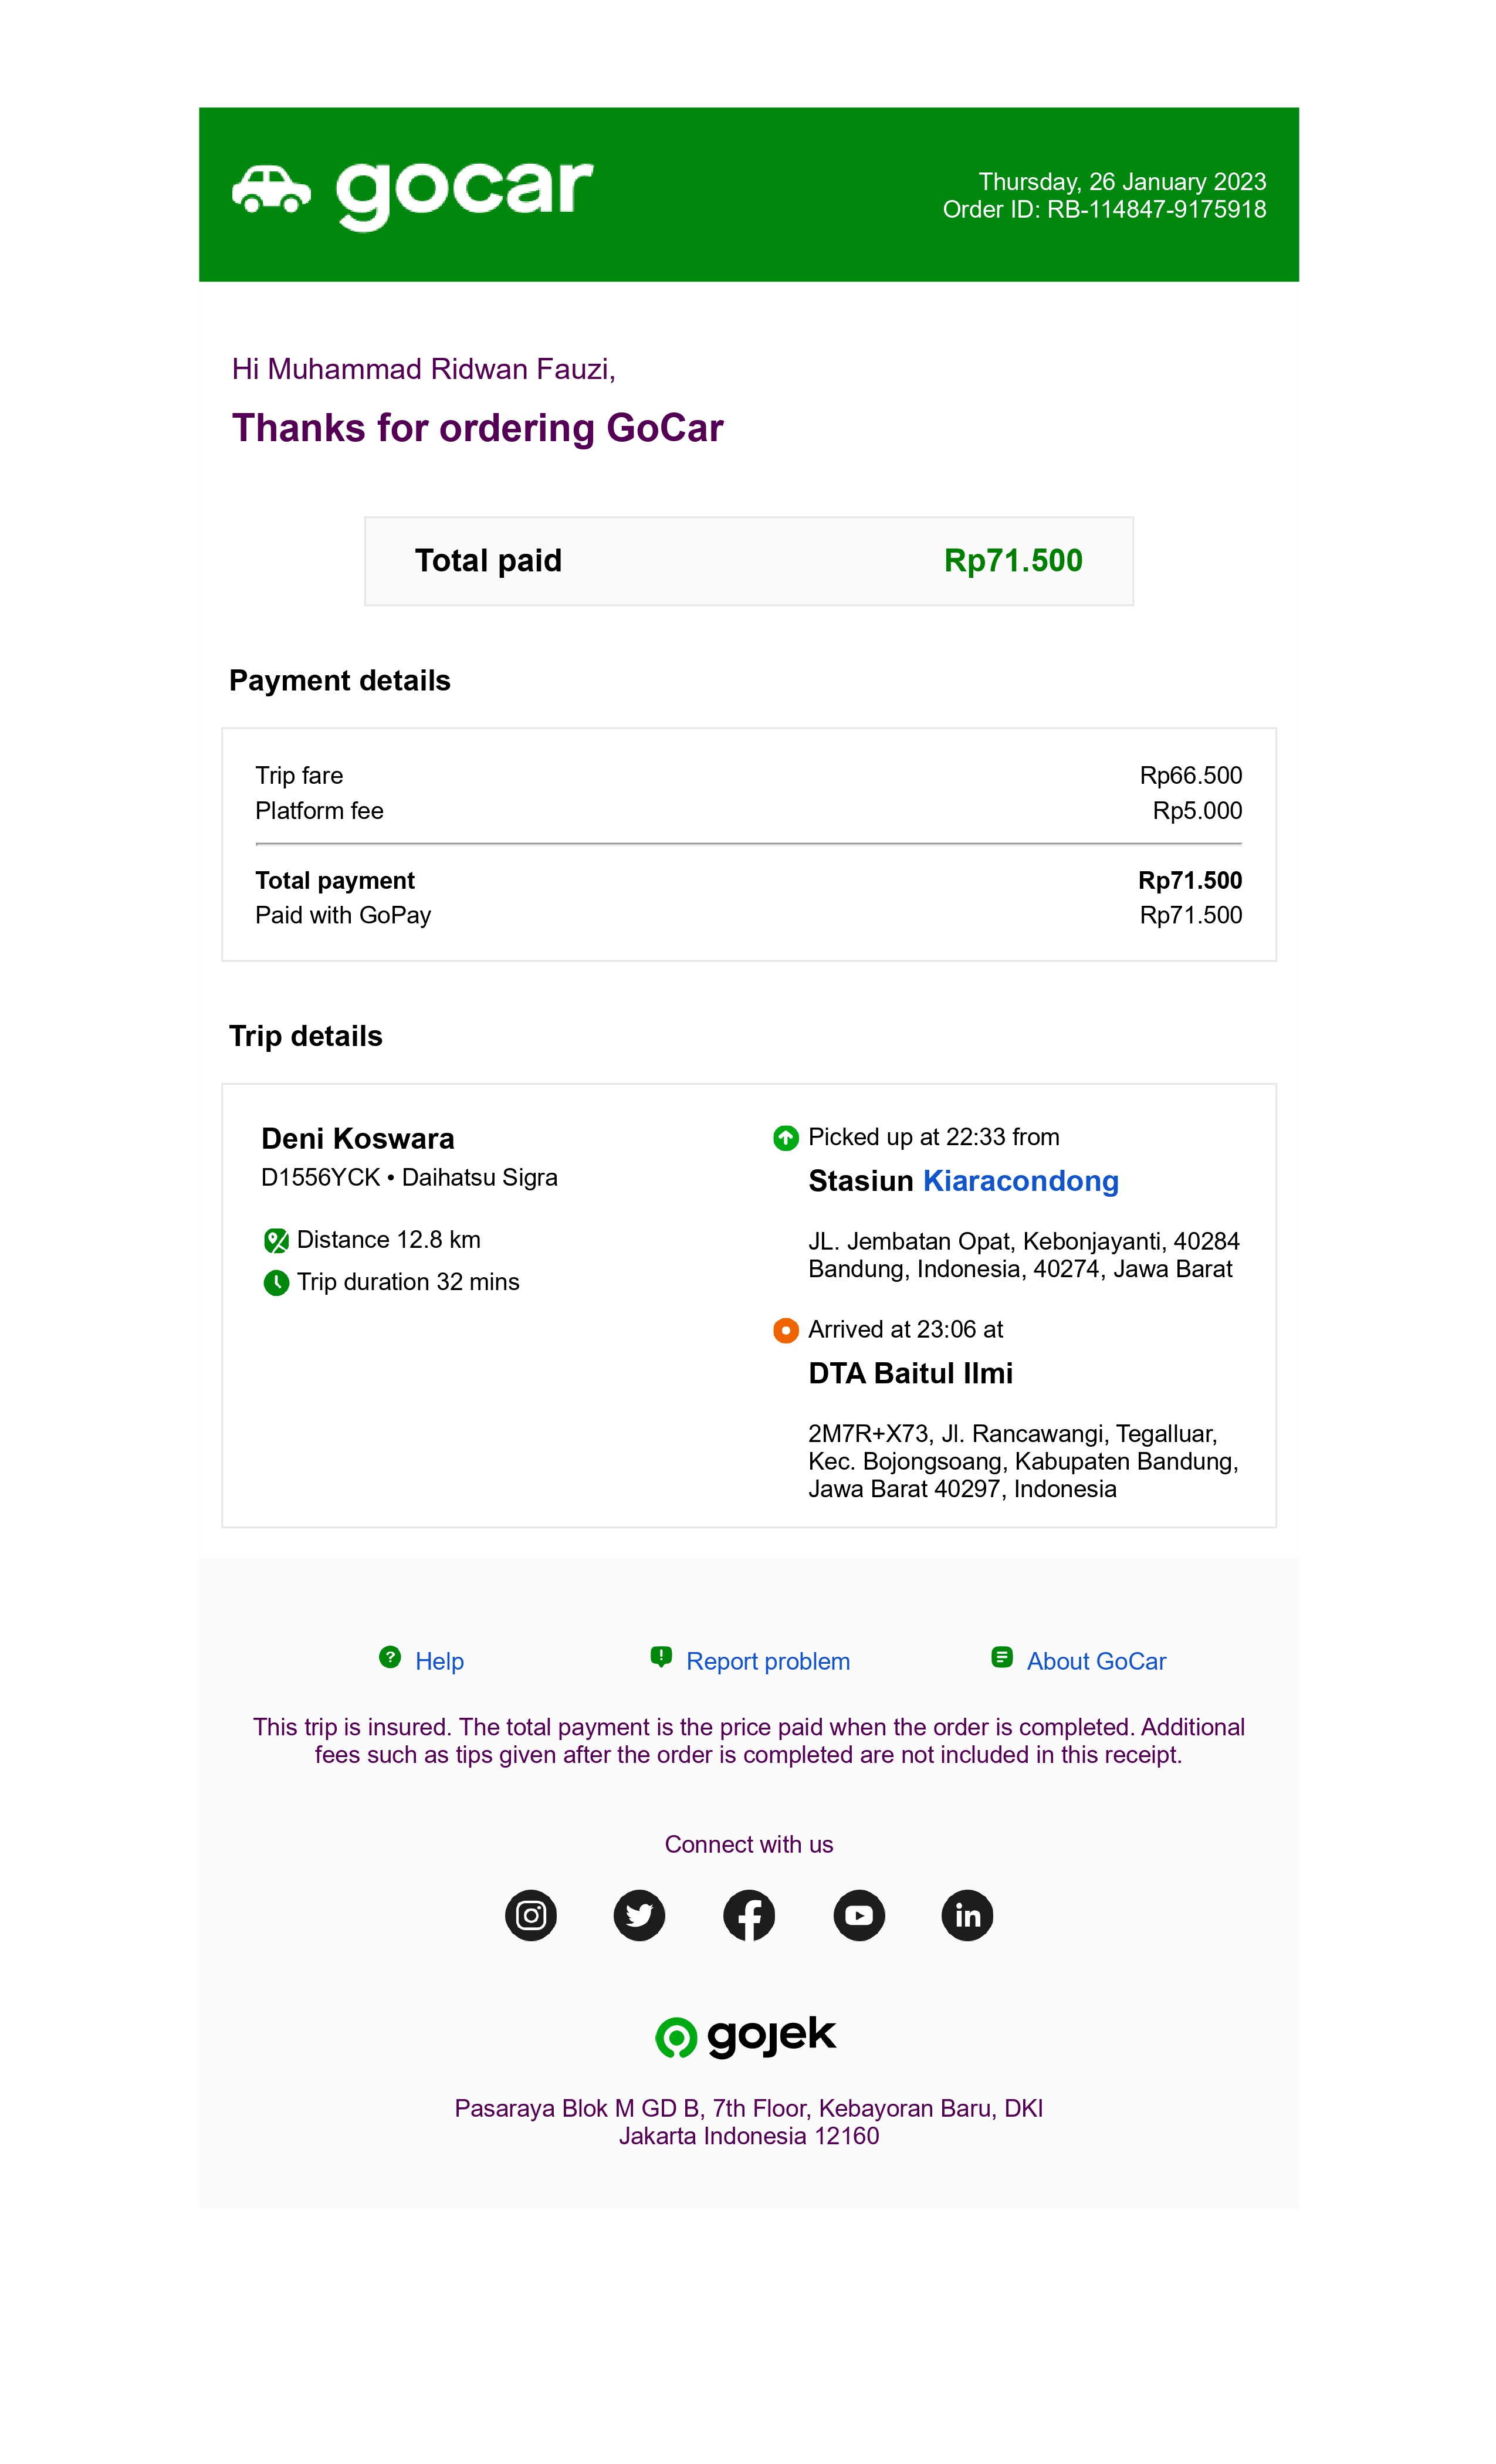 gocar
Thursday, 26 January 2023
Order ID: RB-114847-9175918
Hi Muhammad Ridwan Fauzi,
Thanks for ordering GoCar
Total paid Rp71.500
Payment details
Trip fare Rp66.500
Platform fee Rp5.000
Total payment Rp71.500
Paid with GoPay Rp71.500
Trip details
Deni Koswara
D1556YCK • Daihatsu Sigra
Distance 12.8 km
Trip duration 32 mins
Picked up at 22:33 from
Stasiun Kiaracondong
JL. Jembatan Opat, Kebonjayanti, 40284
Bandung, Indonesia, 40274, Jawa Barat
Arrived at 23:06 at
DTA Baitul Ilmi
2M7R+X73, Jl. Rancawangi, Tegalluar,
Kec. Bojongsoang, Kabupaten Bandung,
Jawa Barat 40297, Indonesia
Help Report problem About GoCar
This trip is insured. The total payment is the price paid when the order is completed. Additional
fees such as tips given after the order is completed are not included in this receipt.
Connect with us
gojek
Pasaraya Blok M GD B, 7th Floor, Kebayoran Baru, DKI
Jakarta Indonesia 12160